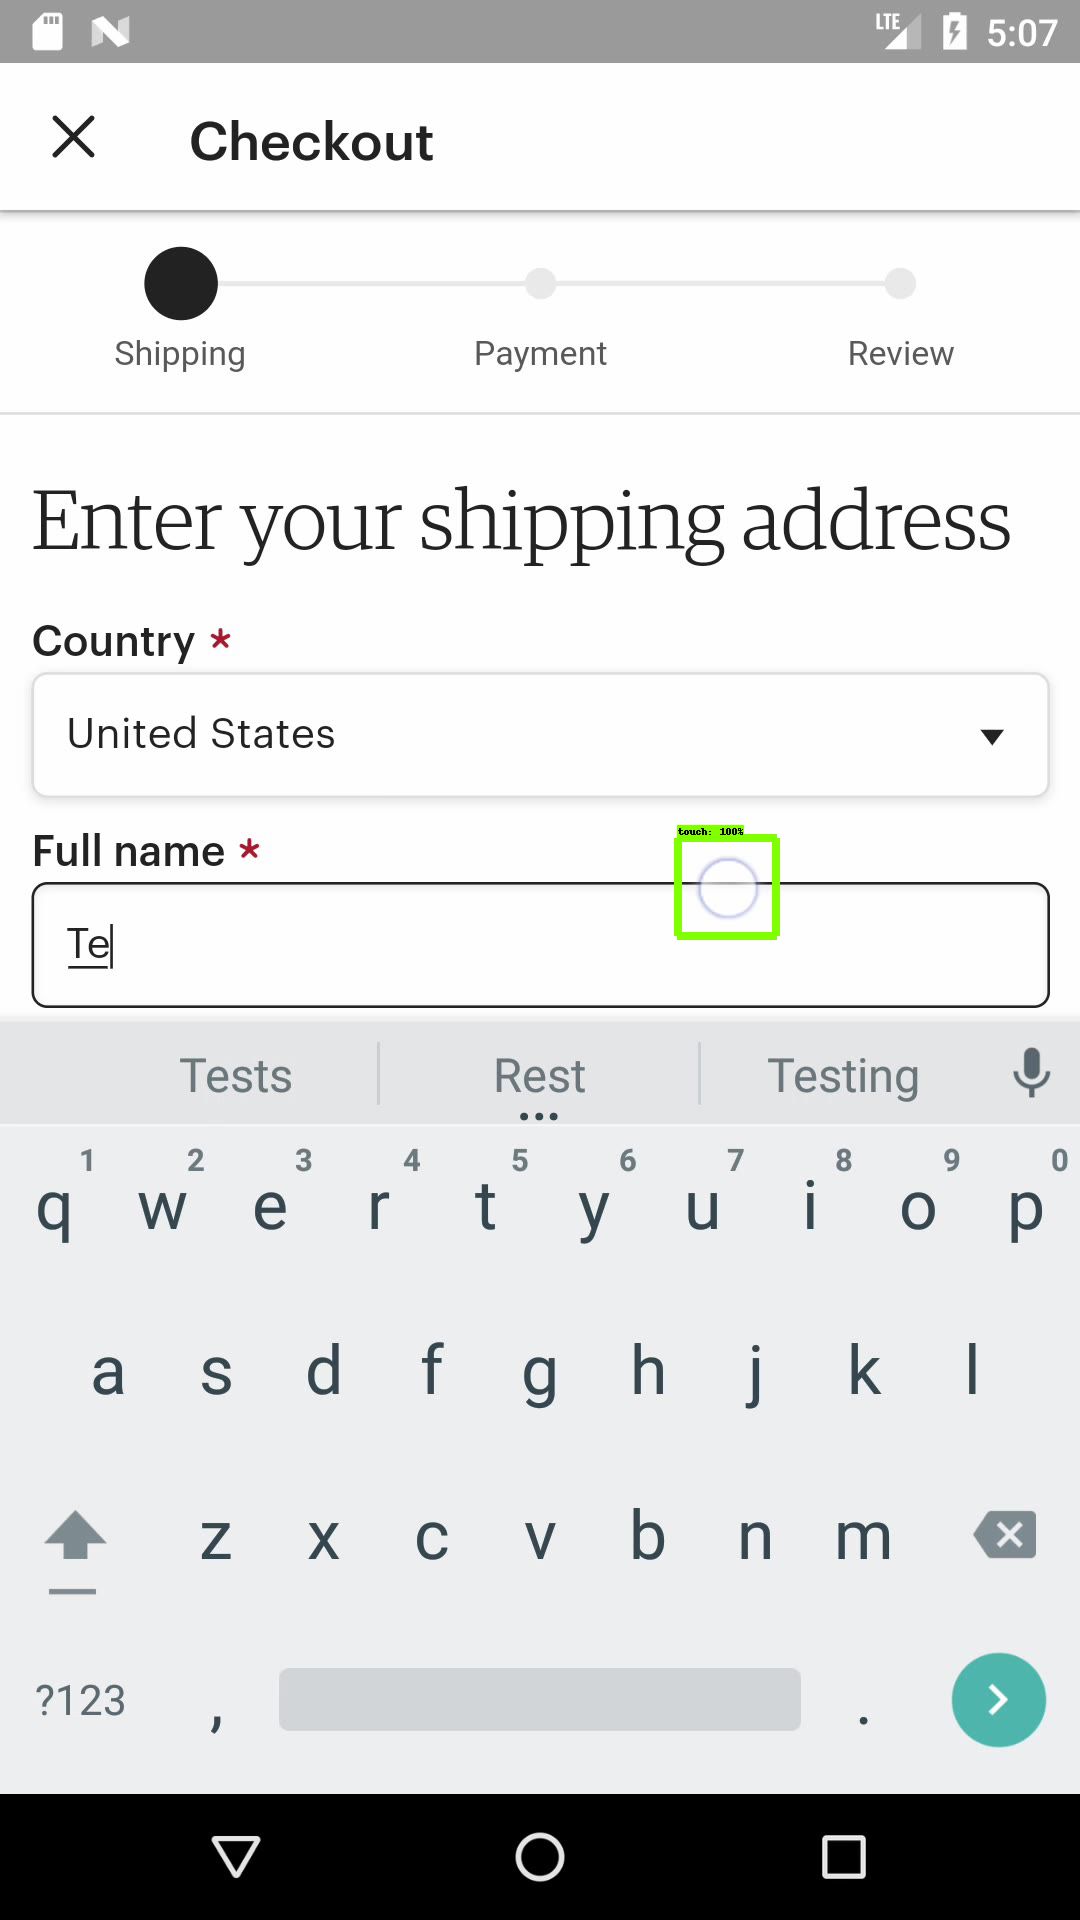 LTE 5:07
Checkout
Shipping Payment Review
Enter your shipping address
Country *
United States
touch: 100%
Full name *
Te
Tests Rest Testing
1 2 3 4 5 6 7 8 9 0
q w e r t y u i o p
a s d f g h j k l
z x c v b n m
?123 , .